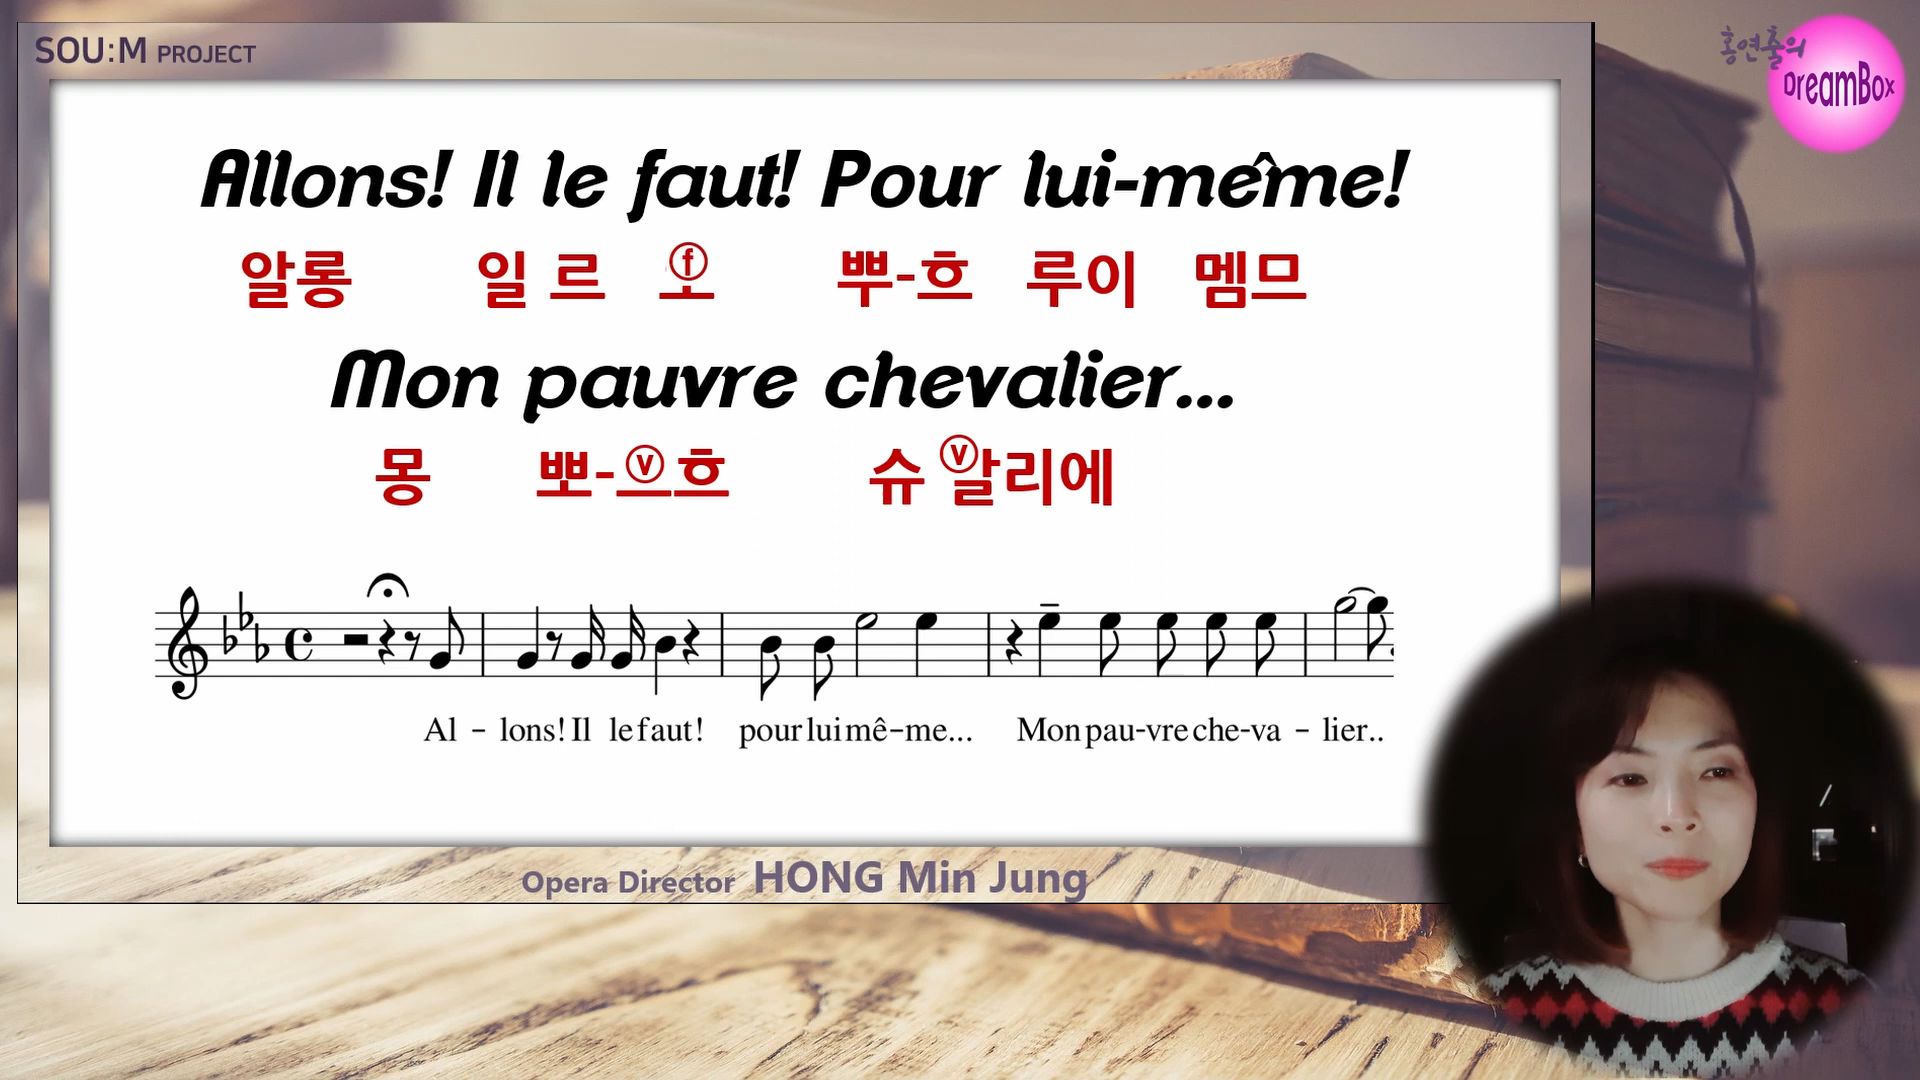 SOU:M PROJECT
홍연출의
DreamBox
Allons! Il le faut! Pour lui-même!
알롱 일 르 ⓕ오 뿌-흐 루이 멤므
Mon pauvre chevalier...
몽 뽀-ⓥ으흐 슈 ⓥ알리에
Al - lons! Il le faut! pour lui mê-me... Mon pau-vre che-va - lier..
Opera Director HONG Min Jung